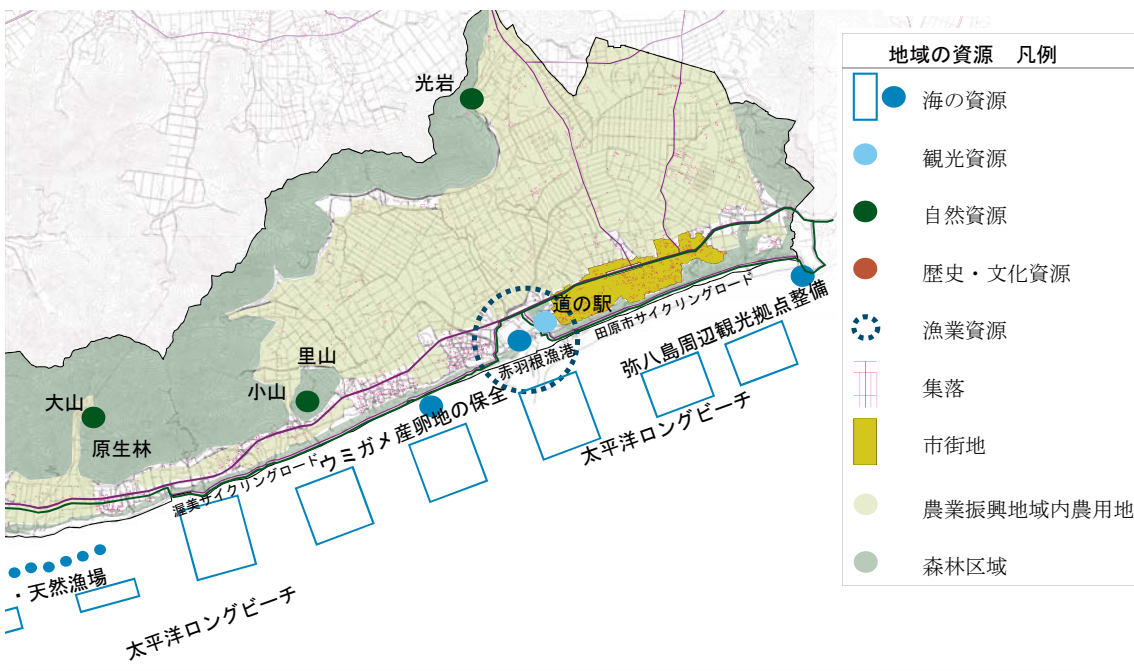 光岩
道の駅
田原市サイクリングロード
弥八島周辺観光拠点整備
赤羽根漁港
里山
小山
大山
原生林
ウミガメ産卵地の保全
太平洋ロングビーチ
渥美サイクリングロード
・天然漁場
太平洋ロングビーチ
地域の資源 凡例
海の資源
観光資源
自然資源
歴史・文化資源
漁業資源
集落
市街地
農業振興地域内農用地
森林区域